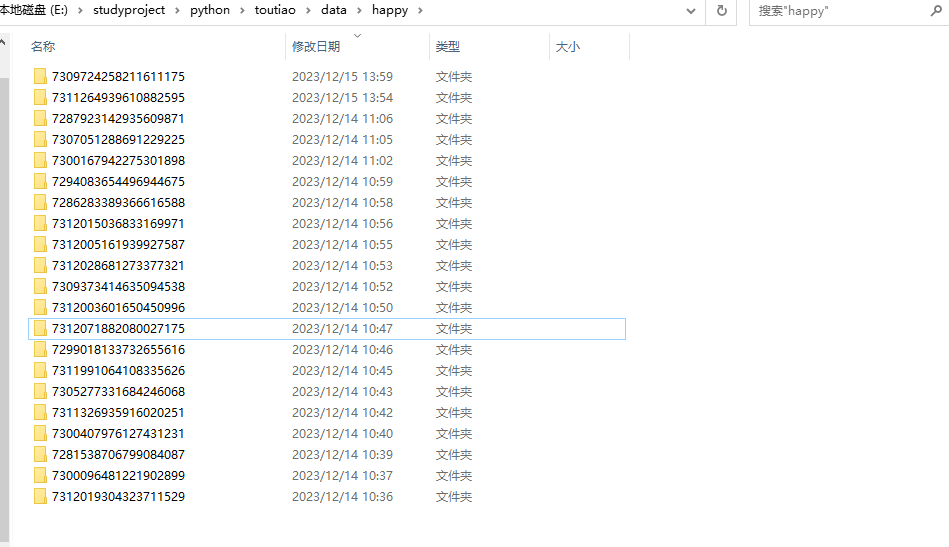 本地磁盘 (E:) › studyproject › python › toutiao › data › happy › 搜索"happy"
名称 修改日期 类型 大小
7309724258211611175 2023/12/15 13:59 文件夹
7311264939610882595 2023/12/15 13:54 文件夹
7287923142935609871 2023/12/14 11:06 文件夹
7307051288691229225 2023/12/14 11:05 文件夹
7300167942275301898 2023/12/14 11:02 文件夹
7294083654496944675 2023/12/14 10:59 文件夹
7286283389366616588 2023/12/14 10:58 文件夹
7312015036833169971 2023/12/14 10:56 文件夹
7312005161939927587 2023/12/14 10:55 文件夹
7312028681273377321 2023/12/14 10:53 文件夹
7309373414635094538 2023/12/14 10:52 文件夹
7312003601650450996 2023/12/14 10:50 文件夹
7312071882080027175 2023/12/14 10:47 文件夹
7299018133732655616 2023/12/14 10:46 文件夹
7311991064108335626 2023/12/14 10:45 文件夹
7305277331684246068 2023/12/14 10:43 文件夹
7311326935916020251 2023/12/14 10:42 文件夹
7300407976127431231 2023/12/14 10:40 文件夹
7281538706799084087 2023/12/14 10:39 文件夹
7300096481221902899 2023/12/14 10:37 文件夹
7312019304323711529 2023/12/14 10:36 文件夹